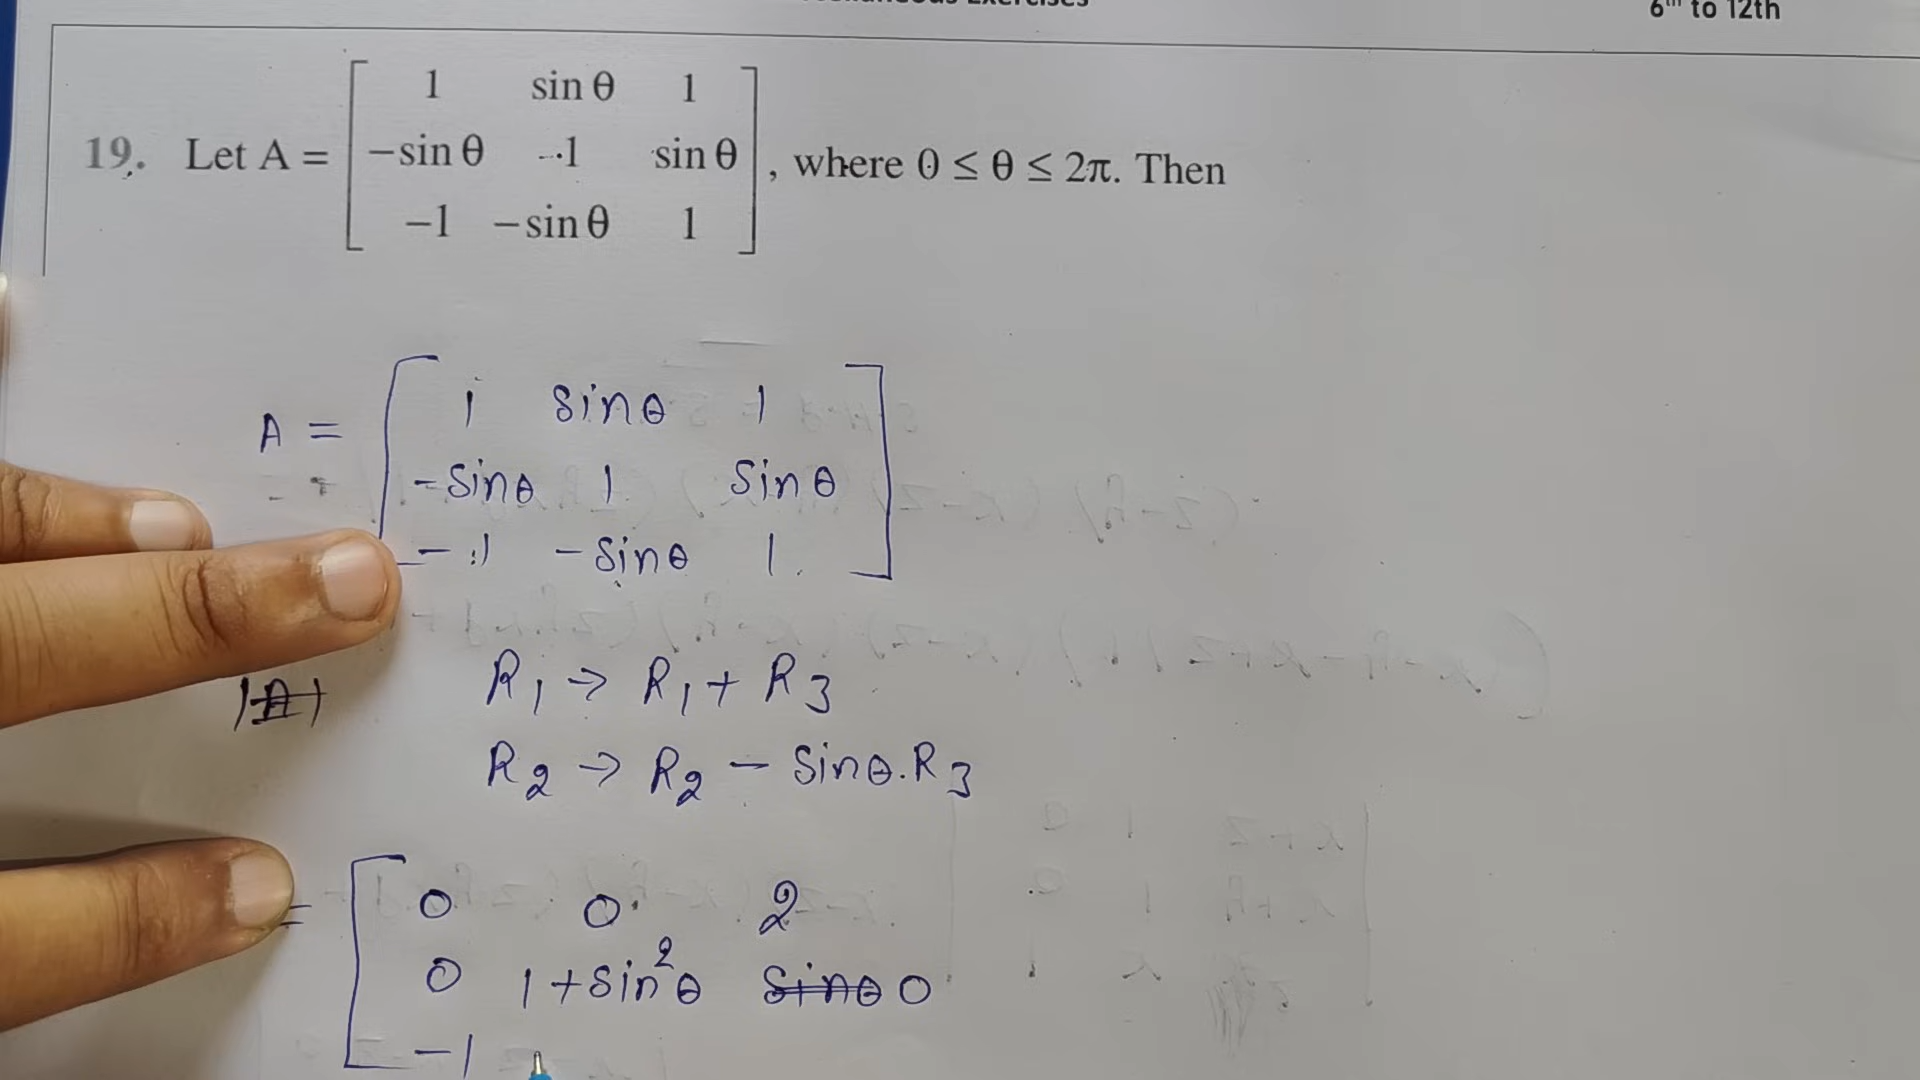 6th to 12th
19. Let A = [ 1 sin θ 1
−sin θ -·1 sin θ
−1 −sin θ 1 ], where 0 ≤ θ ≤ 2π. Then
A = [ 1 sinθ 1
-sinθ 1 sinθ
-1 -sinθ 1 ]
|A|
R1 → R1 + R3
R2 → R2 - sinθ.R3
= [ 0 0 2
0 1+sin²θ sinθ 0
-1